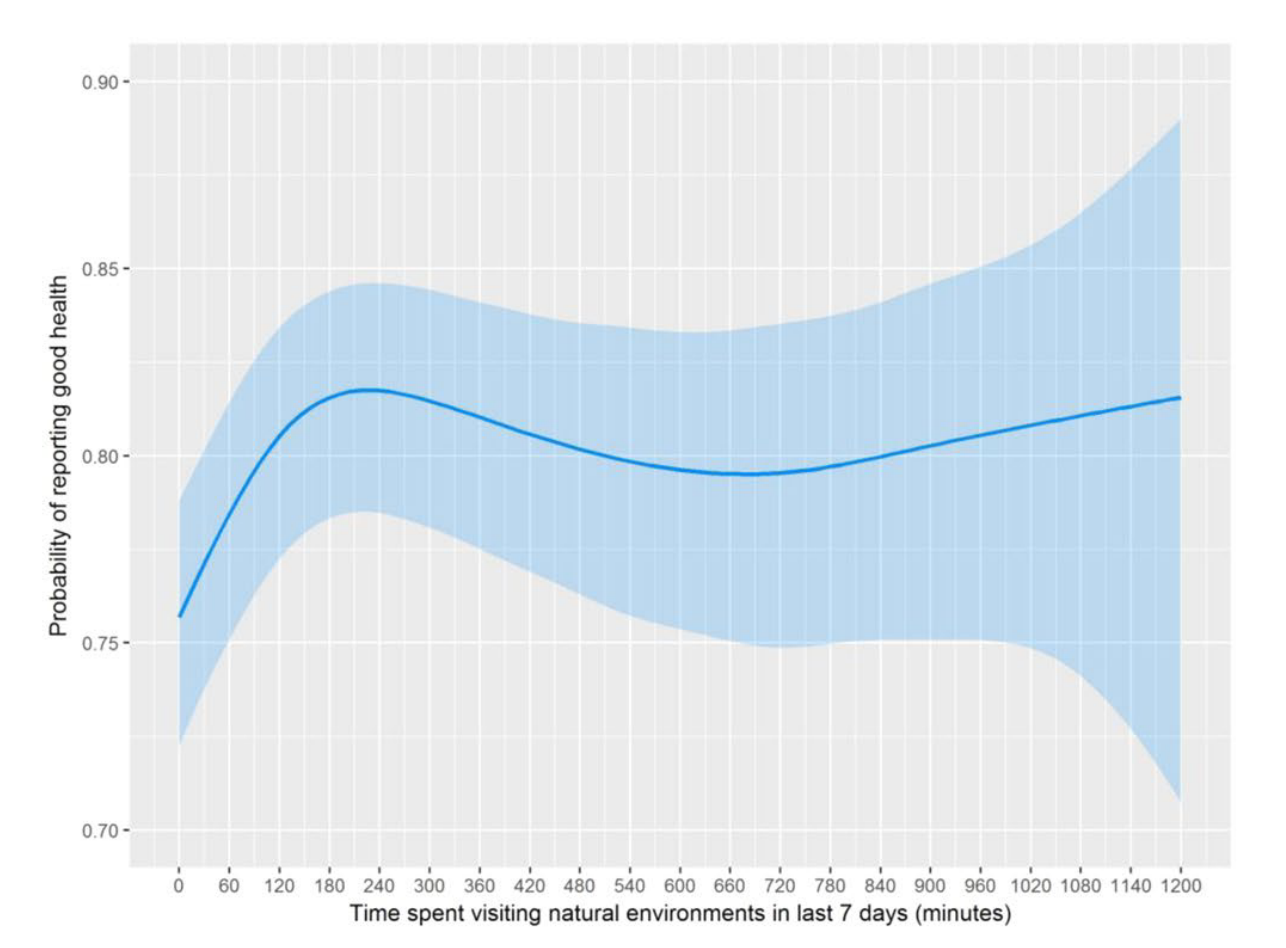 0.90
0.85
0.80
0.75
0.70
Probability of reporting good health
0 60 120 180 240 300 360 420 480 540 600 660 720 780 840 900 960 1020 1080 1140 1200
Time spent visiting natural environments in last 7 days (minutes)